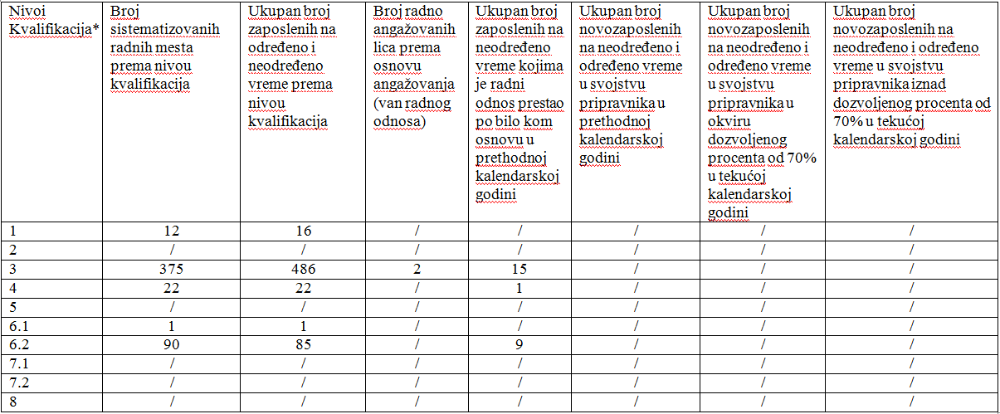 Nivoi
Kvalifikacija*
Broj
sistematizovanih
radnih mesta
prema nivou
kvalifikacija
Ukupan broj
zaposlenih na
određeno i
neodređeno
vreme prema
nivou
kvalifikacija
Broj radno
angažovanih
lica prema
osnovu
angažovanja
(van radnog
odnosa)
Ukupan broj
zaposlenih na
neodređeno
vreme kojima
je radni
odnos prestao
po bilo kom
osnovu u
prethodnoj
kalendarskoj
godini
Ukupan broj
novozaposlenih
na neodređeno i
određeno vreme
u svojstvu
pripravnika u
prethodnoj
kalendarskoj
godini
Ukupan broj
novozaposlenih
na neodređeno i
određeno vreme
u svojstvu
pripravnika u
okviru
dozvoljenog
procenta od 70%
u tekućoj
kalendarskoj
godini
Ukupan broj
novozaposlenih na
neodređeno i određeno
vreme u svojstvu
pripravnika iznad
dozvoljenog procenta od
70% u tekućoj
kalendarskoj godini
1 12 16 / / / / /
2 / / / / / / /
3 375 486 2 15 / / /
4 22 22 / 1 / / /
5 / / / / / / /
6.1 1 1 / / / / /
6.2 90 85 / 9 / / /
7.1 / / / / / / /
7.2 / / / / / / /
8 / / / / / / /